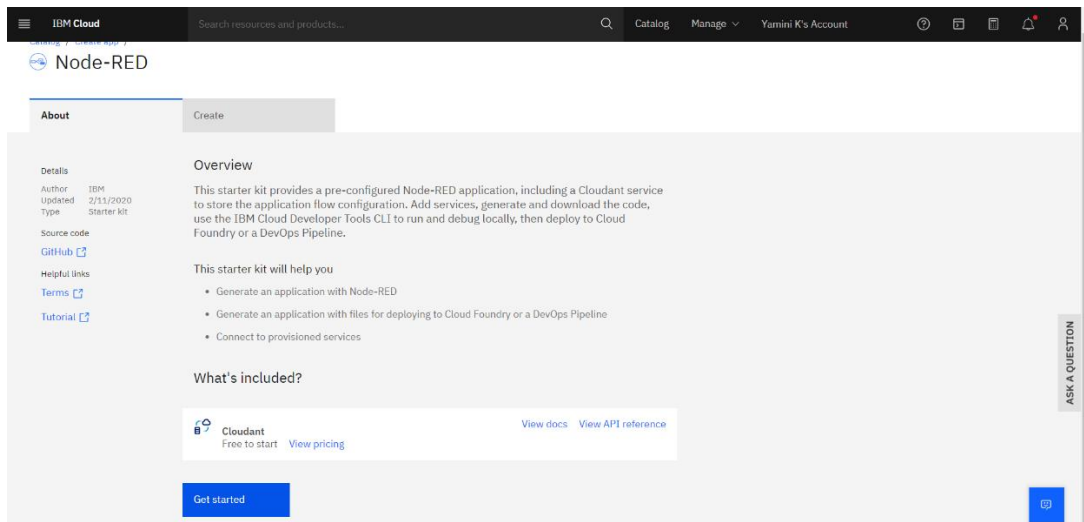 IBM Cloud
Search resources and products...
Catalog
Manage
Yamini K's Account
Catalog / Create app /
Node-RED
About
Create
Details
Author IBM
Updated 2/11/2020
Type Starter kit
Source code
GitHub
Helpful links
Terms
Tutorial
Overview
This starter kit provides a pre-configured Node-RED application, including a Cloudant service
to store the application flow configuration. Add services, generate and download the code,
use the IBM Cloud Developer Tools CLI to run and debug locally, then deploy to Cloud
Foundry or a DevOps Pipeline.
This starter kit will help you
• Generate an application with Node-RED
• Generate an application with files for deploying to Cloud Foundry or a DevOps Pipeline
• Connect to provisioned services
What's included?
Cloudant
Free to start View pricing
View docs View API reference
Get started
ASK A QUESTION